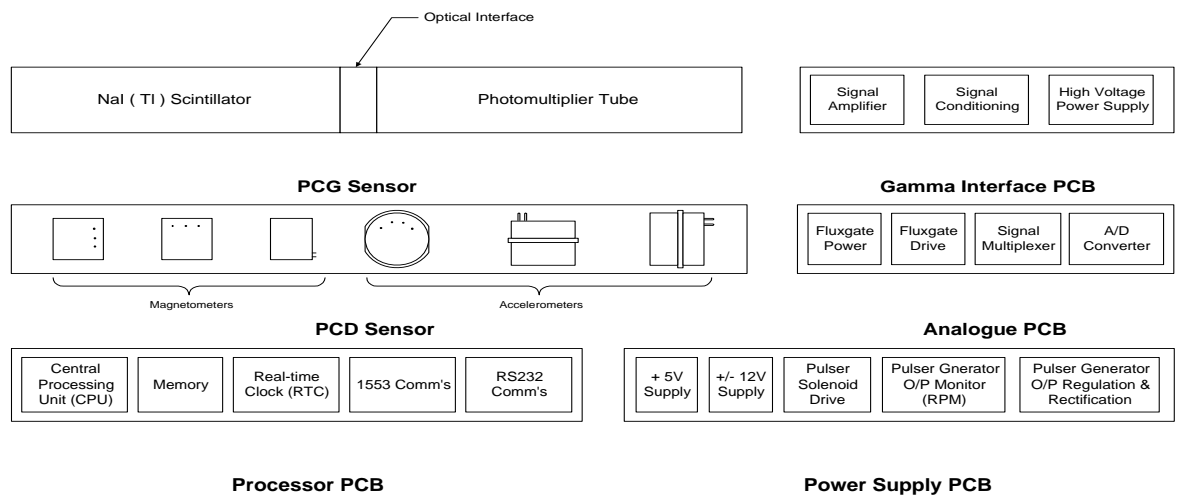 Optical Interface
NaI ( Tl ) Scintillator
Photomultiplier Tube
Signal
Amplifier
Signal
Conditioning
High Voltage
Power Supply
PCG Sensor
Gamma Interface PCB
Fluxgate
Power
Fluxgate
Drive
Signal
Multiplexer
A/D
Converter
Magnetometers
Accelerometers
PCD Sensor
Analogue PCB
Central
Processing
Unit (CPU)
Memory
Real-time
Clock (RTC)
1553 Comm's
RS232
Comm's
+ 5V
Supply
+/- 12V
Supply
Pulser
Solenoid
Drive
Pulser Gnerator
O/P Monitor
(RPM)
Pulser Generator
O/P Regulation &
Rectification
Processor PCB
Power Supply PCB